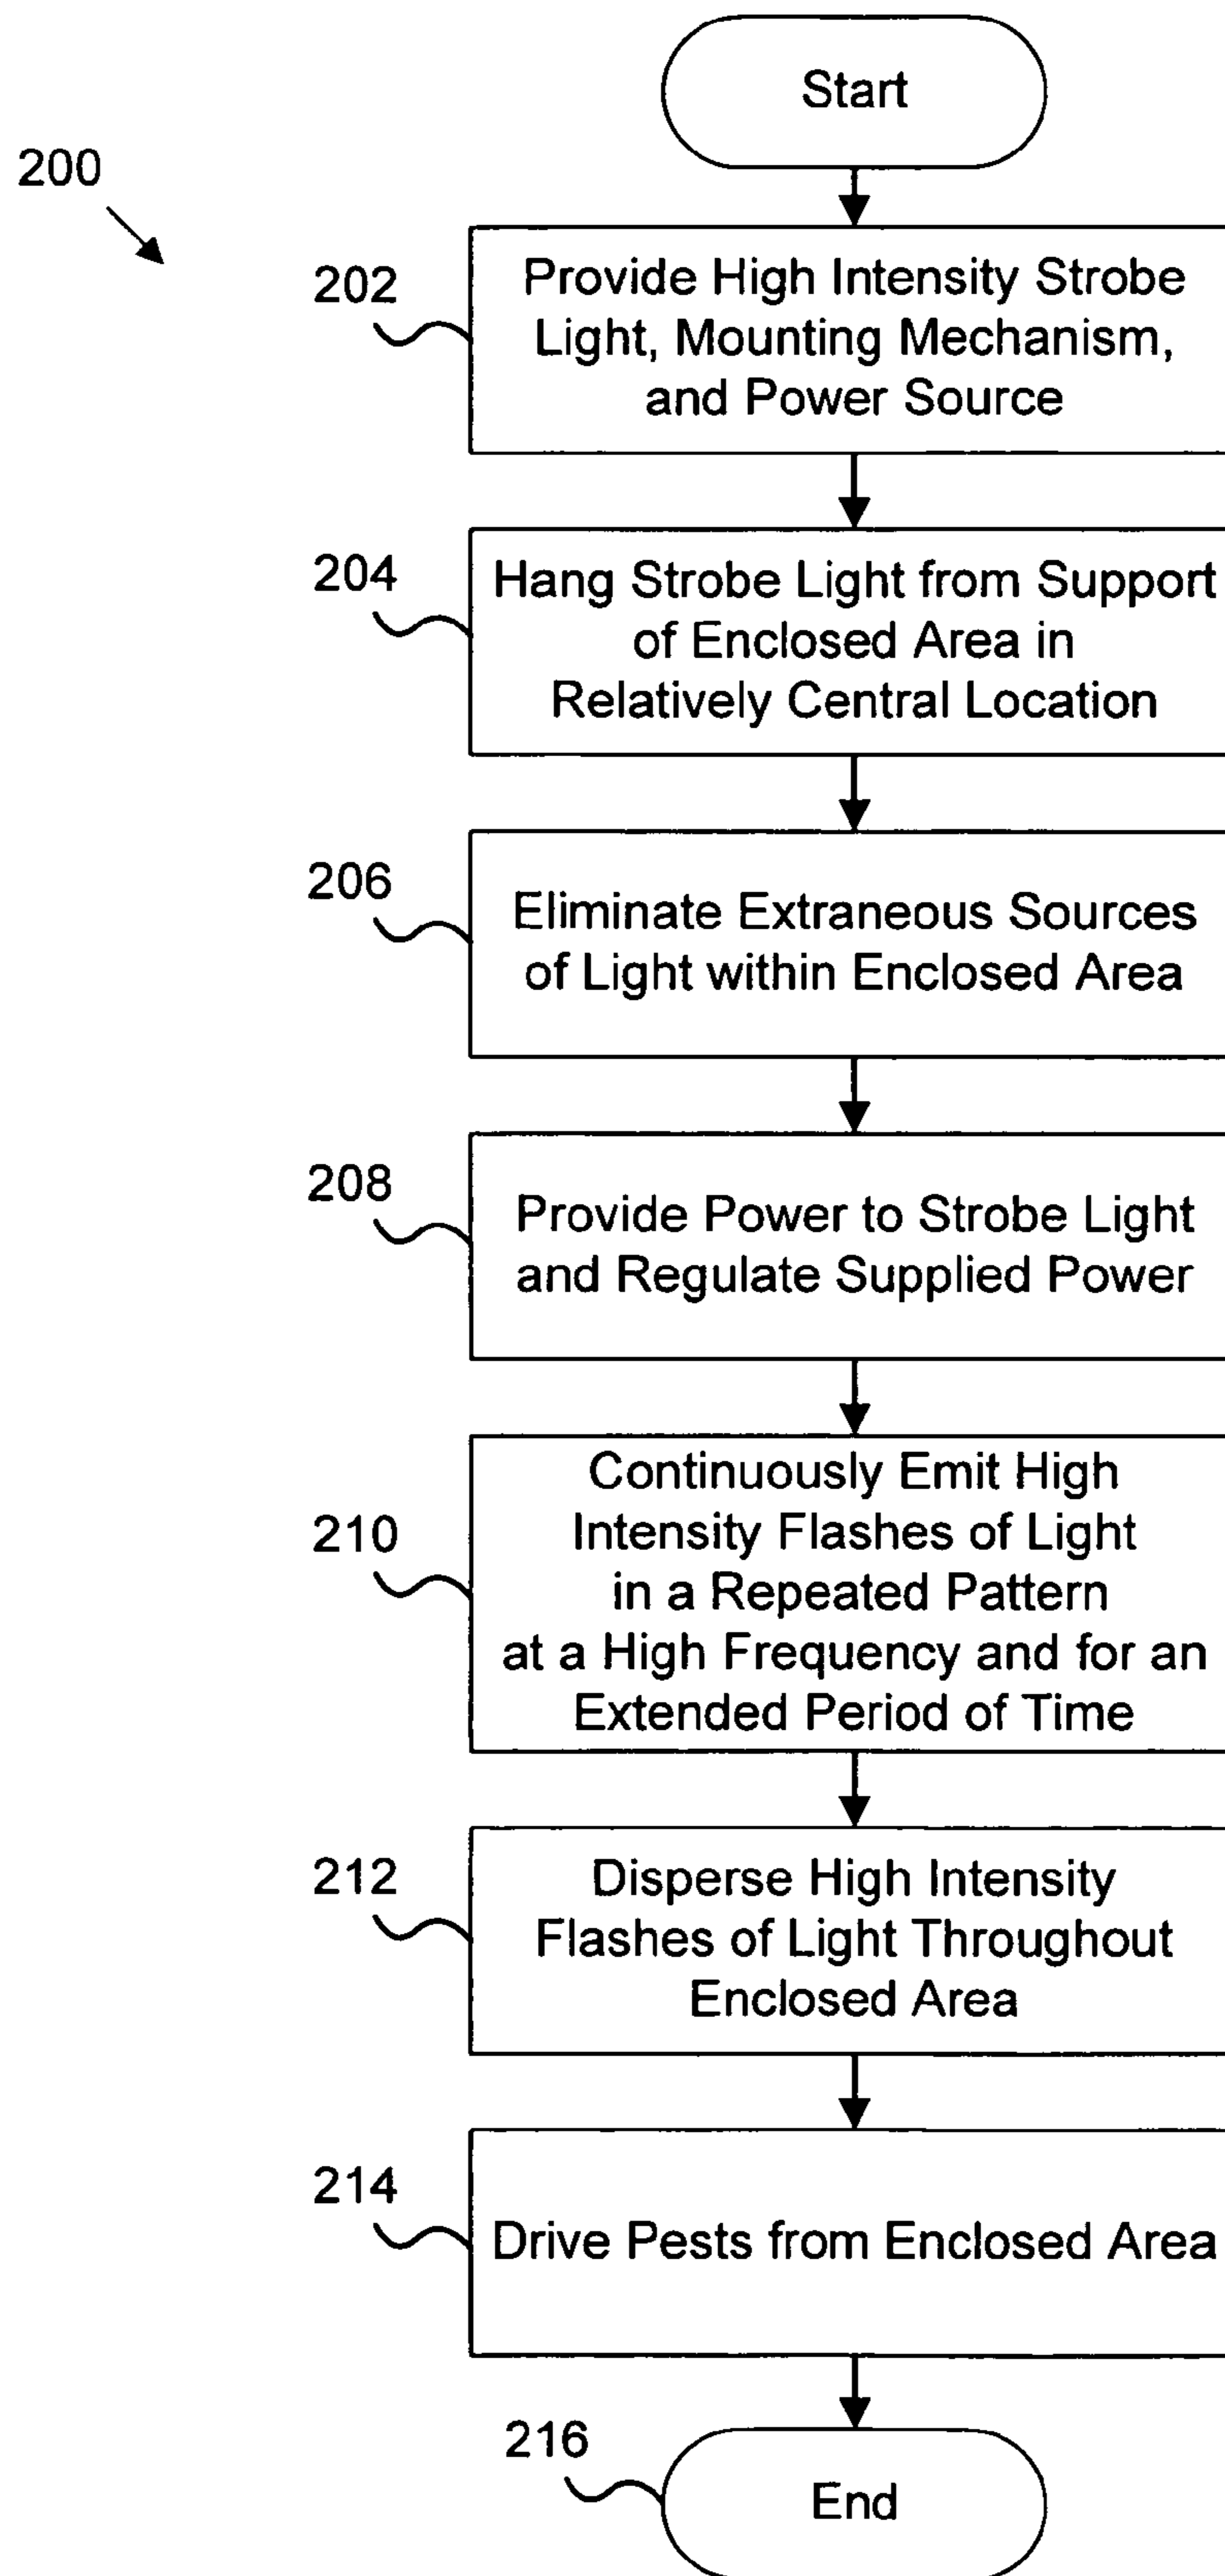 Start
200
202
Provide High Intensity Strobe
Light, Mounting Mechanism,
and Power Source
204
Hang Strobe Light from Support
of Enclosed Area in
Relatively Central Location
206
Eliminate Extraneous Sources
of Light within Enclosed Area
208
Provide Power to Strobe Light
and Regulate Supplied Power
210
Continuously Emit High
Intensity Flashes of Light
in a Repeated Pattern
at a High Frequency and for an
Extended Period of Time
212
Disperse High Intensity
Flashes of Light Throughout
Enclosed Area
214
Drive Pests from Enclosed Area
216
End